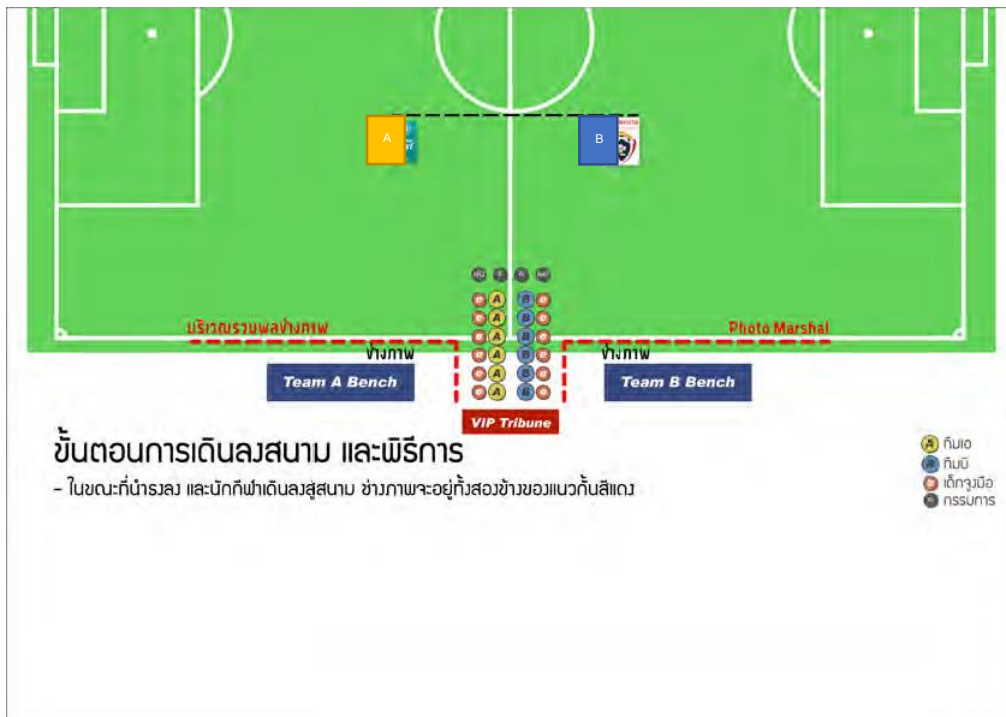 A
B
บริเวณรวมพลช่างภาพ
Photo Marshal
ช่างภาพ
ช่างภาพ
Team A Bench
Team B Bench
e A B e
e A B e
e A B e
e A B e
e A B e
e A B e
VIP Tribune
ขั้นตอนการเดินลงสนาม และพิธีการ
- ในขณะที่นำธงลง และนักกีฬาเดินลงสู่สนาม ช่างภาพจะอยู่ทั้งสองข้างของแนวกั้นสีแดง
A ทีมเอ
ทีมบี
e เด็กจูงมือ
กรรมการ